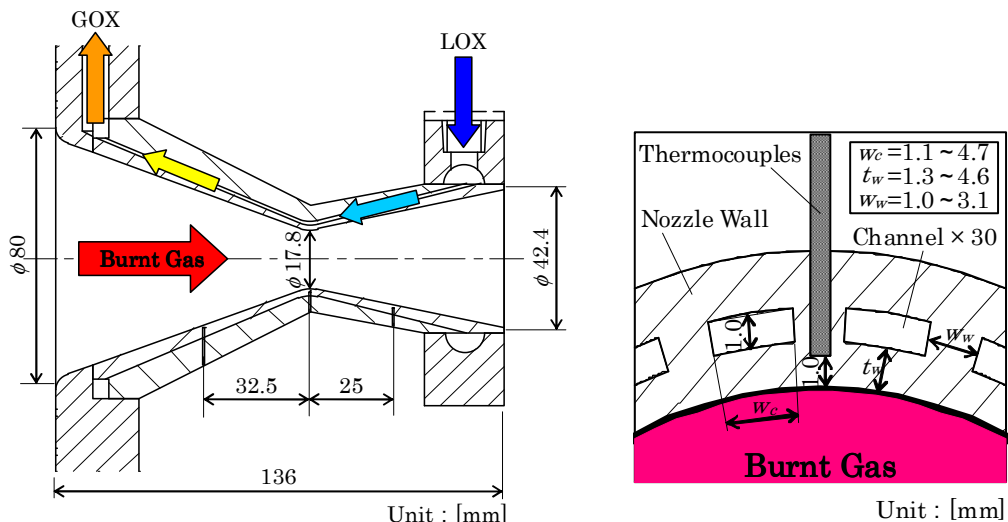 GOX
LOX
ϕ80
Burnt Gas
ϕ17.8
ϕ42.4
32.5
25
136
Unit : [mm]
Thermocouples
wc=1.1 ~ 4.7
tw=1.3 ~ 4.6
ww=1.0 ~ 3.1
Nozzle Wall
Channel × 30
1.0
ww
1.0
tw
wc
Burnt Gas
Unit : [mm]